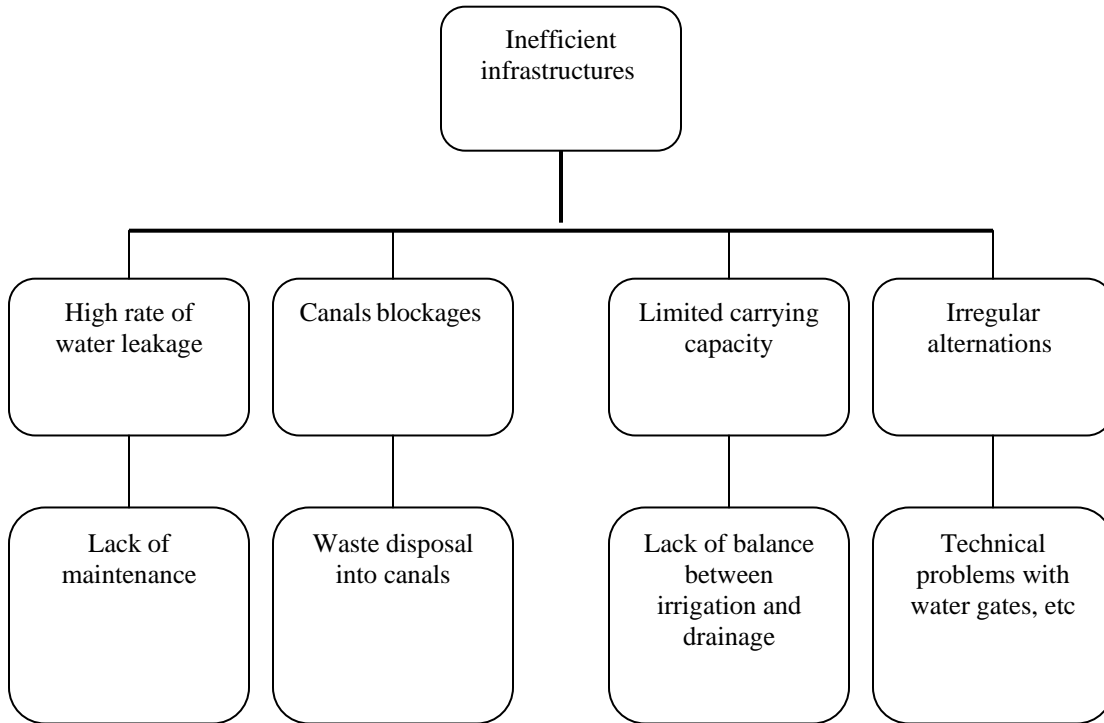 Inefficient
infrastructures
High rate of
water leakage
Canals blockages
Limited carrying
capacity
Irregular
alternations
Lack of
maintenance
Waste disposal
into canals
Lack of balance
between
irrigation and
drainage
Technical
problems with
water gates, etc